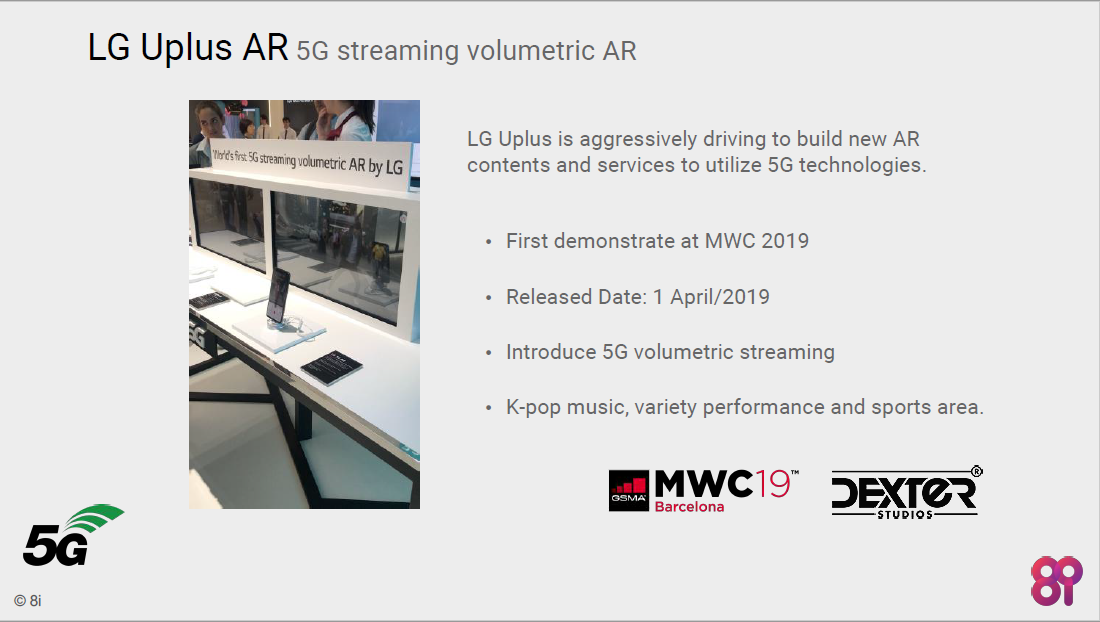 LG Uplus AR 5G streaming volumetric AR
World's first 5G streaming volumetric AR by LG
LG Uplus is aggressively driving to build new AR
contents and services to utilize 5G technologies.
• First demonstrate at MWC 2019
• Released Date: 1 April/2019
• Introduce 5G volumetric streaming
• K-pop music, variety performance and sports area.
5G
GSMA
MWC19™
Barcelona
DEXTER®
STUDIOS
5G
8i
© 8i